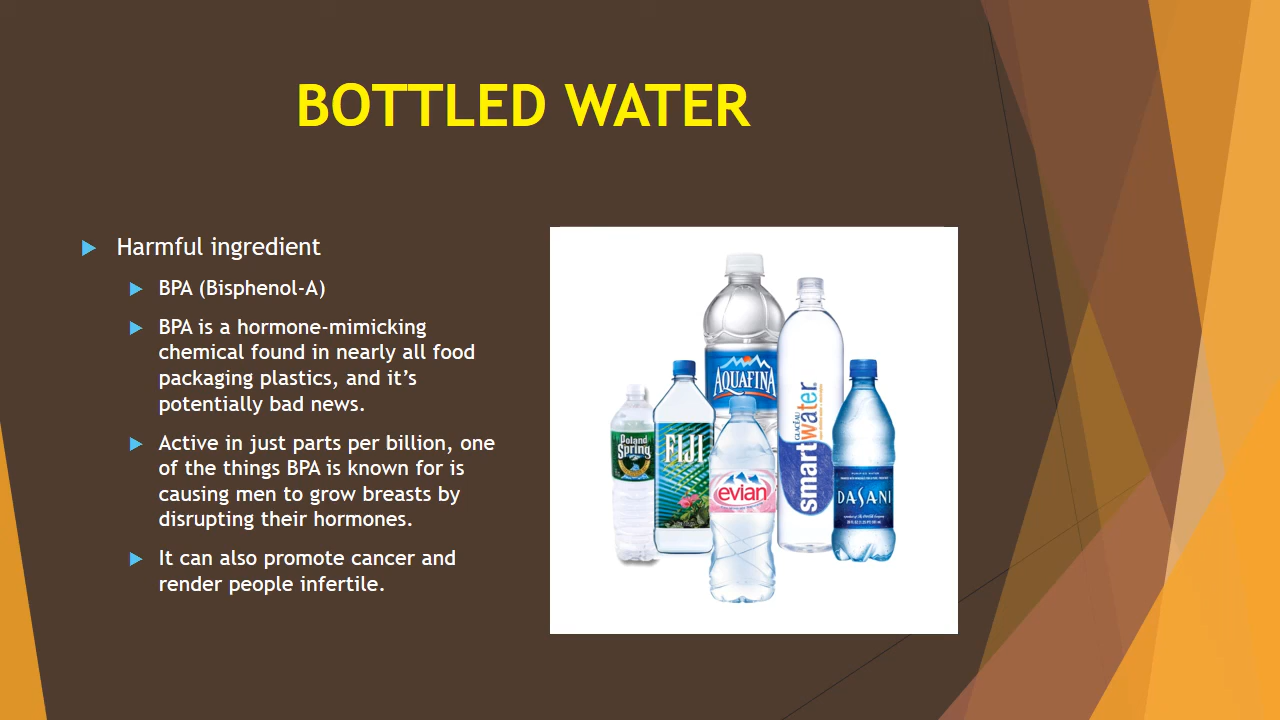 BOTTLED WATER
Harmful ingredient
BPA (Bisphenol-A)
BPA is a hormone-mimicking
chemical found in nearly all food
packaging plastics, and it’s
potentially bad news.
Active in just parts per billion, one
of the things BPA is known for is
causing men to grow breasts by
disrupting their hormones.
It can also promote cancer and
render people infertile.
AQUAFINA
Poland
Spring
FIJI
evian
GLACÉAU
smartwater
DASANI